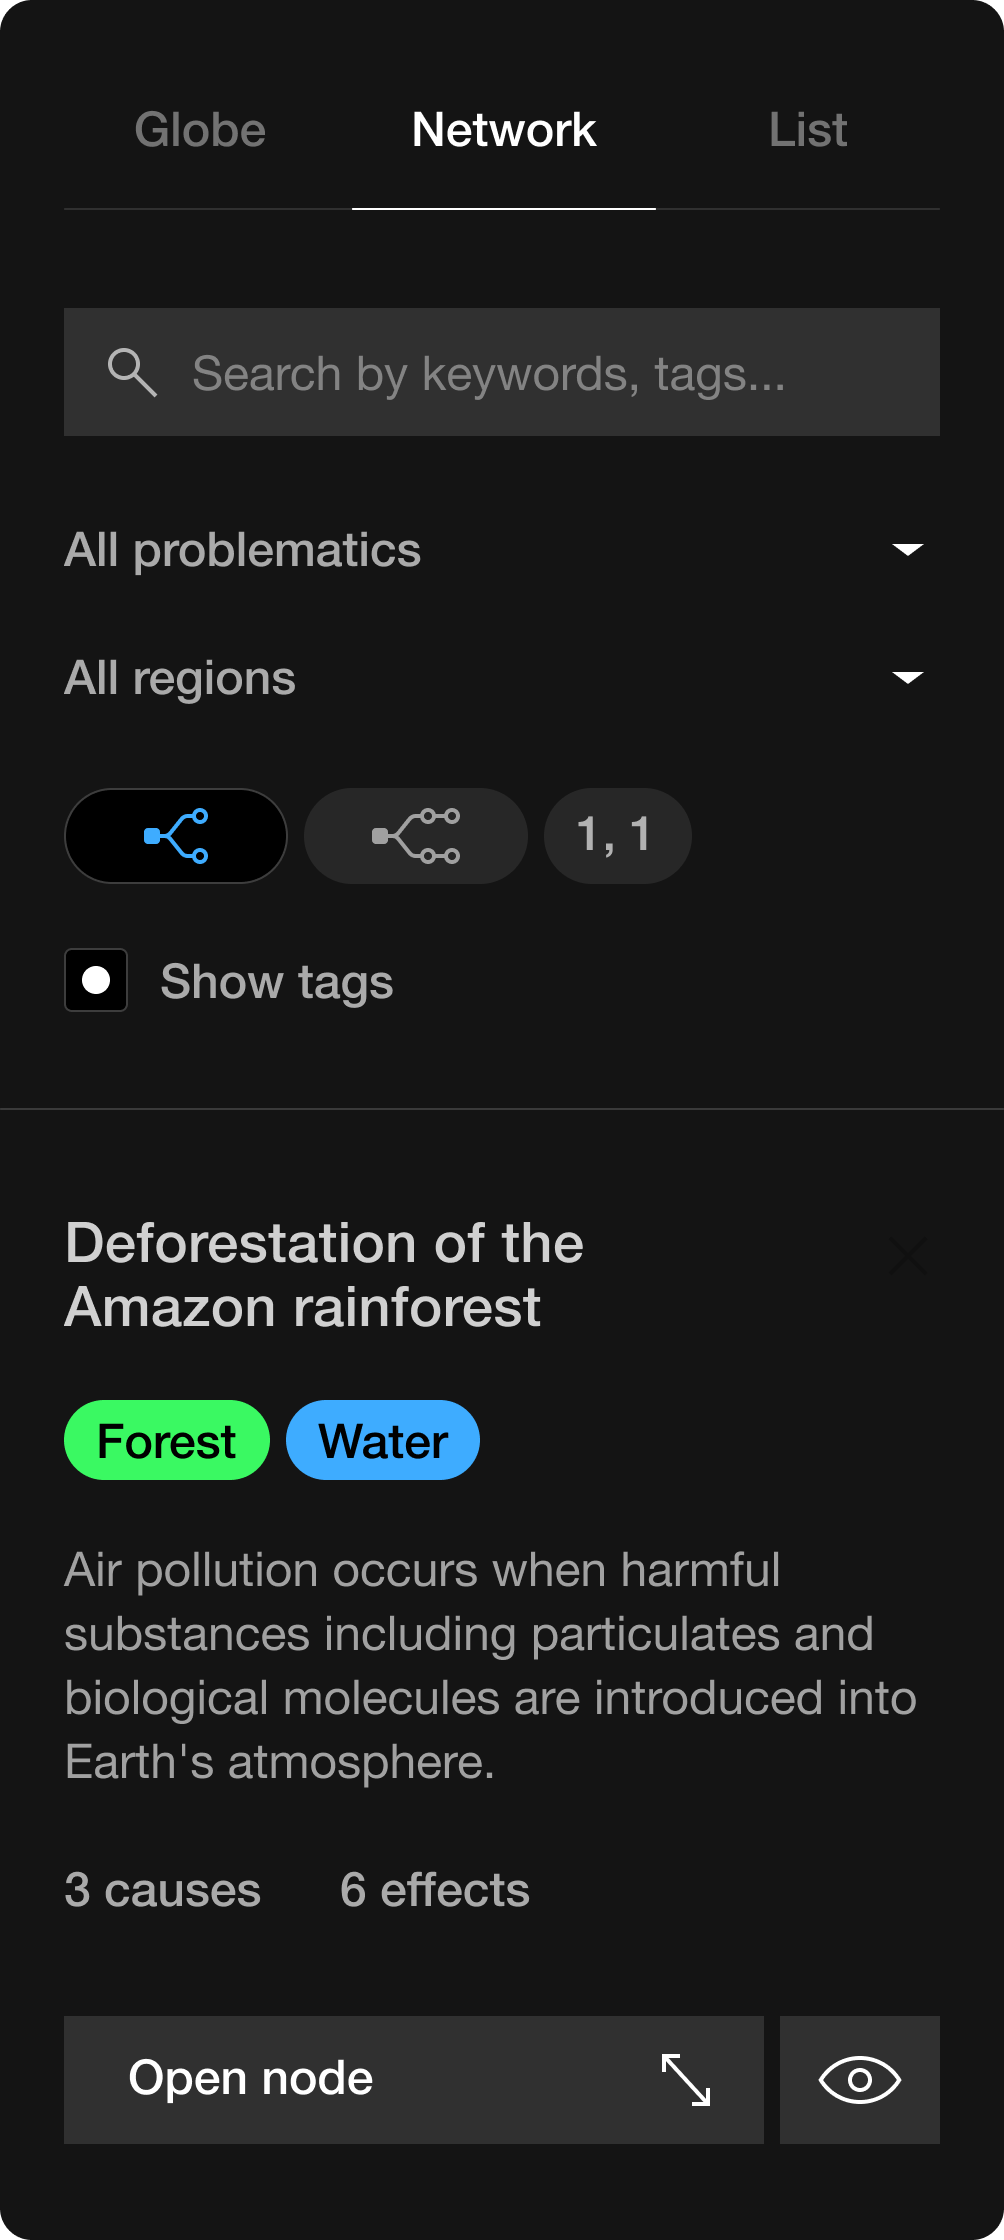 Globe Network List
Search by keywords, tags...
All problematics
All regions
1, 1
Show tags
Deforestation of the
Amazon rainforest
Forest Water
Air pollution occurs when harmful
substances including particulates and
biological molecules are introduced into
Earth's atmosphere.
3 causes 6 effects
Open node